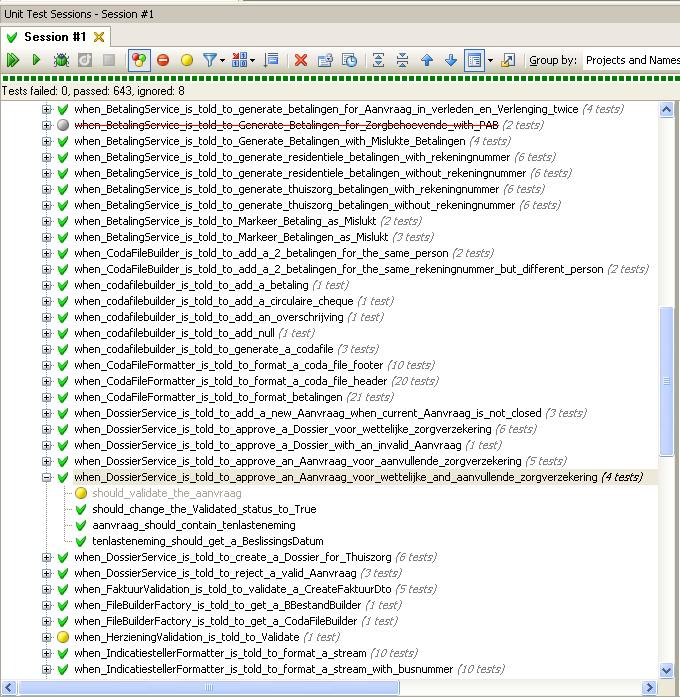 Unit Test Sessions - Session #1
Session #1
Group by: Projects and Names
Tests failed: 0, passed: 643, ignored: 8
when_BetalingService_is_told_to_generate_betalingen_for_Aanvraag_in_verleden_en_Verlenging_twice (4 tests)
when_BetalingService_is_told_to_Generate_Betalingen_for_Zorgbehoevende_with_PAB (2 tests)
when_BetalingService_is_told_to_Generate_Betalingen_with_Mislukte_Betalingen (4 tests)
when_BetalingService_is_told_to_generate_residentiele_betalingen_with_rekeningnummer (6 tests)
when_BetalingService_is_told_to_generate_residentiele_betalingen_without_rekeningnummer (6 tests)
when_BetalingService_is_told_to_generate_thuiszorg_betalingen_with_rekeningnummer (6 tests)
when_BetalingService_is_told_to_generate_thuiszorg_betalingen_without_rekeningnummer (6 tests)
when_BetalingService_is_told_to_Markeer_Betaling_as_Mislukt (2 tests)
when_BetalingService_is_told_to_Markeer_Betalingen_as_Mislukt (3 tests)
when_CodaFileBuilder_is_told_to_add_a_2_betalingen_for_the_same_person (2 tests)
when_CodaFileBuilder_is_told_to_add_a_2_betalingen_for_the_same_rekeningnummer_but_different_person (2 tests)
when_codafilebuilder_is_told_to_add_a_betaling (1 test)
when_codafilebuilder_is_told_to_add_a_circulaire_cheque (1 test)
when_codafilebuilder_is_told_to_add_an_overschrijving (1 test)
when_codafilebuilder_is_told_to_add_null (1 test)
when_codafilebuilder_is_told_to_generate_a_codafile (3 tests)
when_CodaFileFormatter_is_told_to_format_a_coda_file_footer (10 tests)
when_CodaFileFormatter_is_told_to_format_a_coda_file_header (20 tests)
when_CodaFileFormatter_is_told_to_format_betalingen (21 tests)
when_DossierService_is_told_to_add_a_new_Aanvraag_when_current_Aanvraag_is_not_closed (3 tests)
when_DossierService_is_told_to_approve_a_Dossier_voor_wettelijke_zorgverzekering (6 tests)
when_DossierService_is_told_to_approve_a_Dossier_with_an_invalid_Aanvraag (1 test)
when_DossierService_is_told_to_approve_an_Aanvraag_voor_aanvullende_zorgverzekering (5 tests)
when_DossierService_is_told_to_approve_an_Aanvraag_voor_wettelijke_and_aanvullende_zorgverzekering (4 tests)
should_validate_the_aanvraag
should_change_the_Validated_status_to_True
aanvraag_should_contain_tenlasteneming
tenlasteneming_should_get_a_BeslissingsDatum
when_DossierService_is_told_to_create_a_Dossier_for_Thuiszorg (6 tests)
when_DossierService_is_told_to_reject_a_valid_Aanvraag (3 tests)
when_FaktuurValidation_is_told_to_validate_a_CreateFaktuurDto (5 tests)
when_FileBuilderFactory_is_told_to_get_a_BBestandBuilder (1 test)
when_FileBuilderFactory_is_told_to_get_a_CodaFileBuilder (1 test)
when_HerzieningValidation_is_told_to_Validate (1 test)
when_IndicatiestellerFormatter_is_told_to_format_a_stream (10 tests)
when_IndicatiestellerFormatter_is_told_to_format_a_stream_with_busnummer (10 tests)